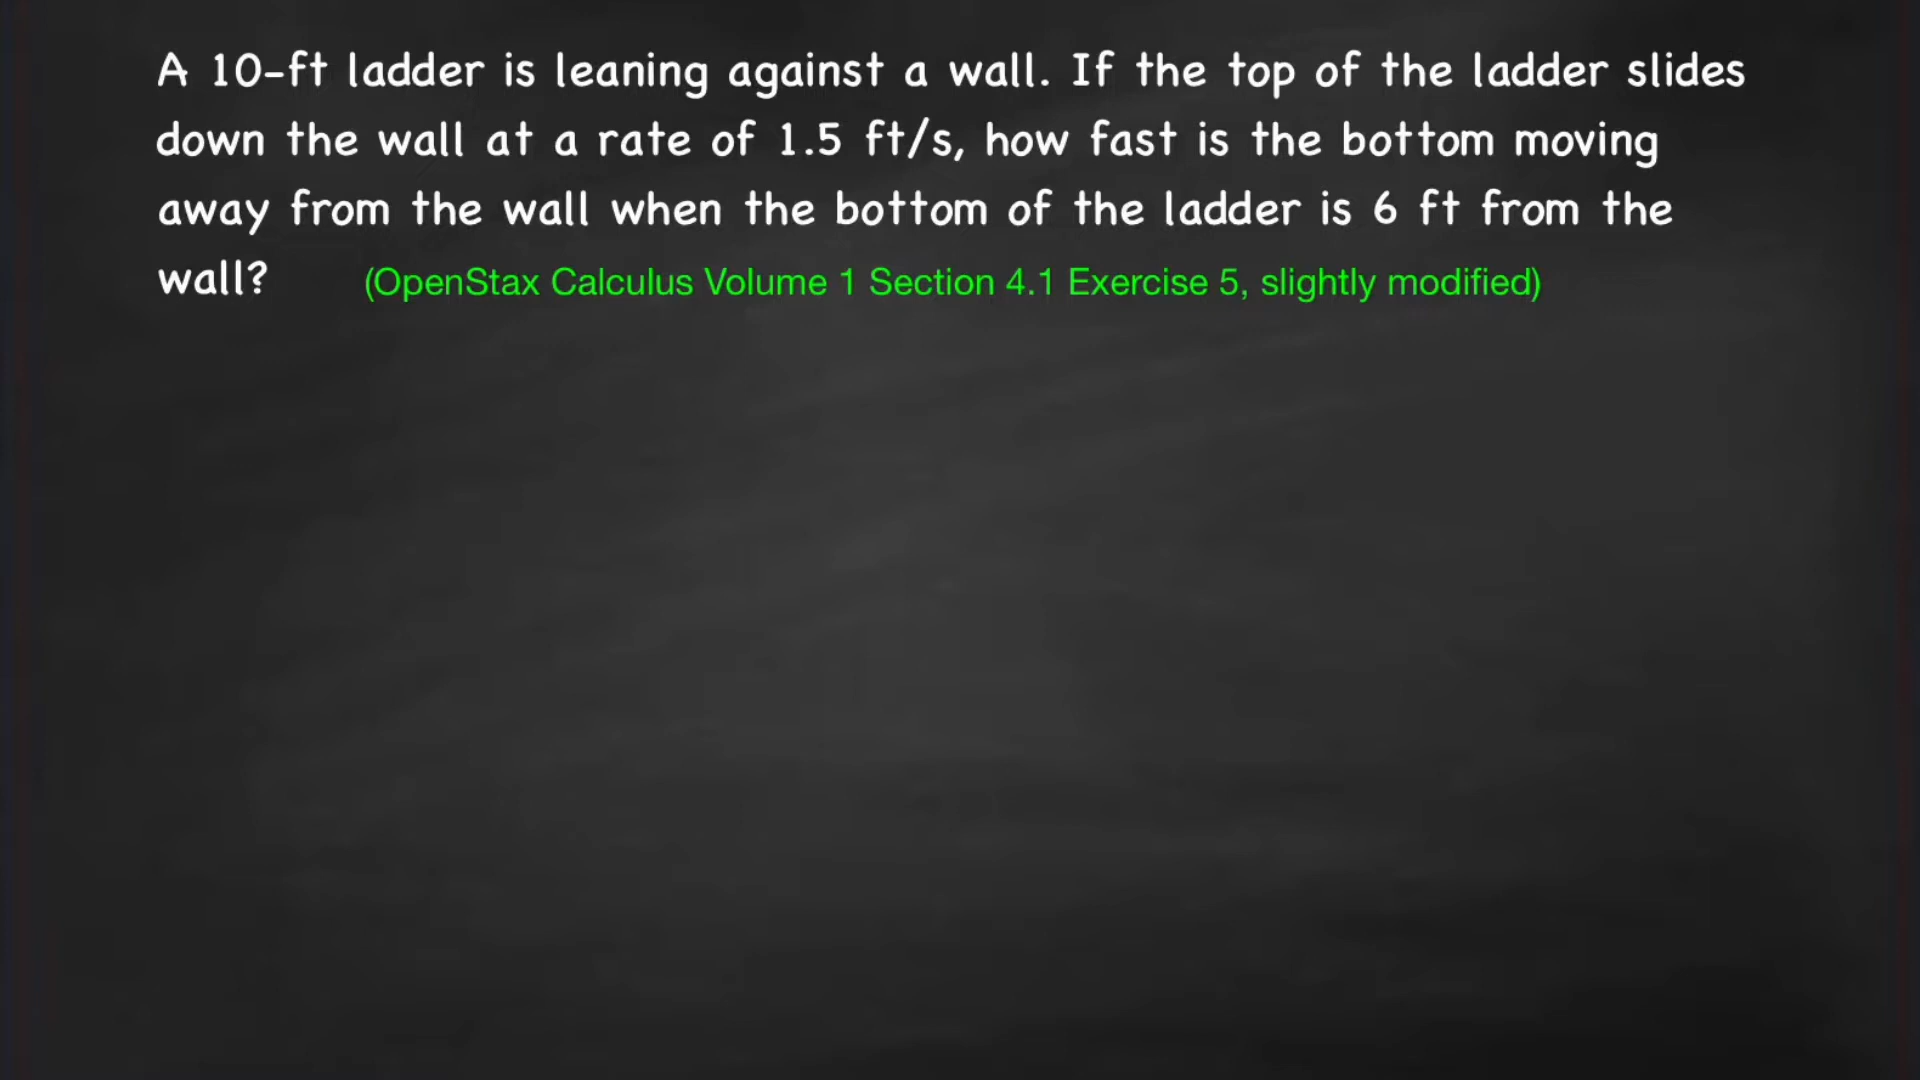 A 10-ft ladder is leaning against a wall. If the top of the ladder slides
down the wall at a rate of 1.5 ft/s, how fast is the bottom moving
away from the wall when the bottom of the ladder is 6 ft from the
wall? (OpenStax Calculus Volume 1 Section 4.1 Exercise 5, slightly modified)